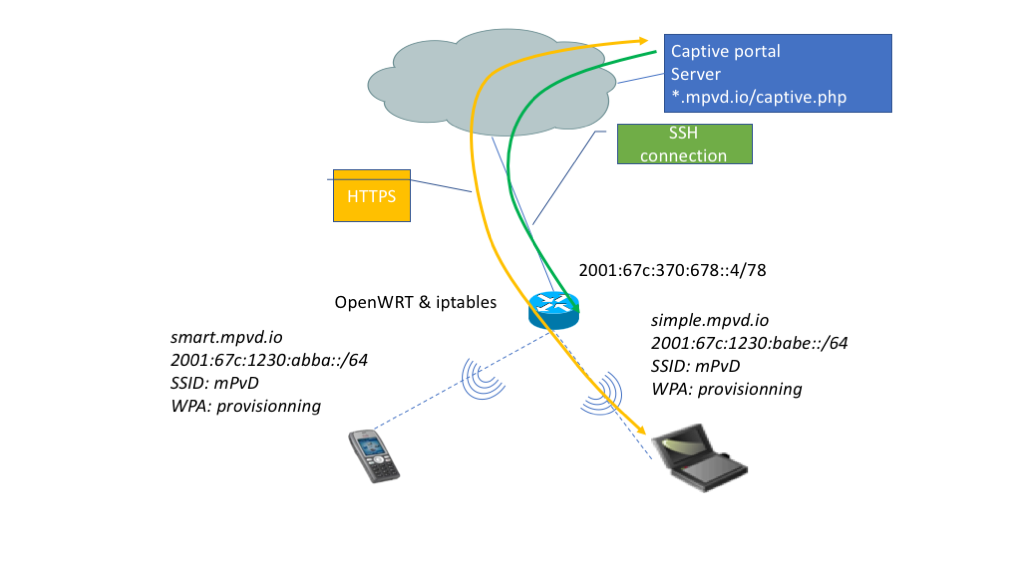 Captive portal
Server
*.mpvd.io/captive.php
SSH
connection
HTTPS
2001:67c:370:678::4/78
OpenWRT & iptables
smart.mpvd.io
2001:67c:1230:abba::/64
SSID: mPvD
WPA: provisionning
simple.mpvd.io
2001:67c:1230:babe::/64
SSID: mPvD
WPA: provisionning